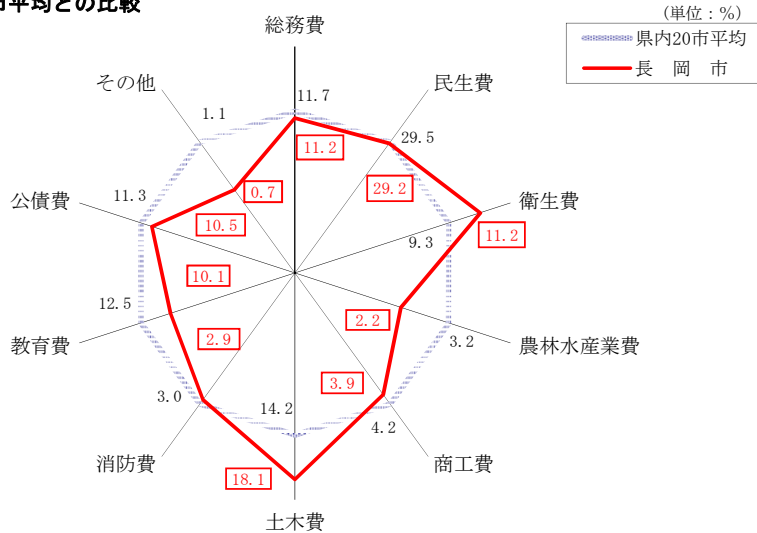 市平均との比較
(単位：%)
県内20市平均
長　岡　市
総務費
11.7
11.2
民生費
29.5
29.2
衛生費
9.3
11.2
農林水産業費
3.2
2.2
商工費
4.2
3.9
土木費
14.2
18.1
消防費
3.0
2.9
教育費
12.5
10.1
公債費
11.3
10.5
その他
1.1
0.7